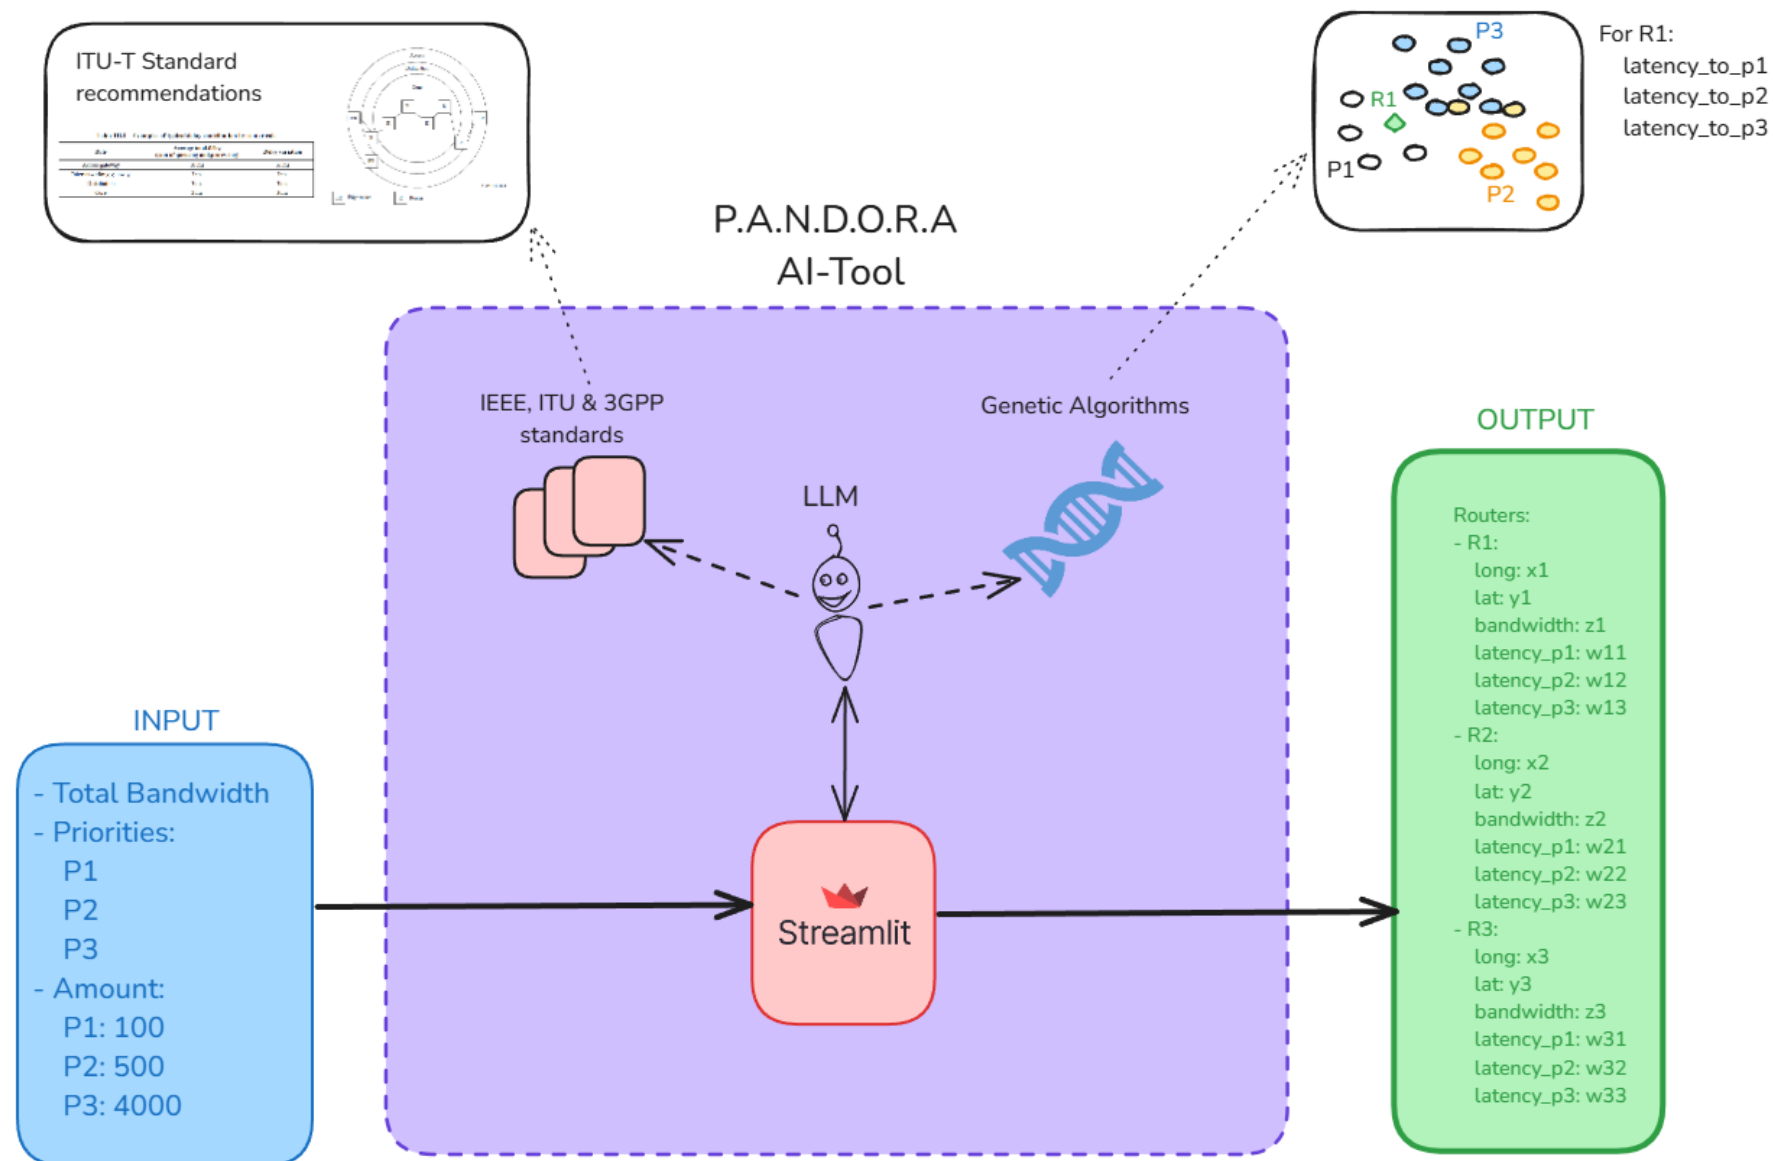 ITU-T Standard
recommendations
P3
R1
P1
P2
For R1:
latency_to_p1
latency_to_p2
latency_to_p3
P.A.N.D.O.R.A
AI-Tool
IEEE, ITU & 3GPP
standards
Genetic Algorithms
LLM
Streamlit
INPUT
- Total Bandwidth
- Priorities:
P1
P2
P3
- Amount:
P1: 100
P2: 500
P3: 4000
OUTPUT
Routers:
- R1:
long: x1
lat: y1
bandwidth: z1
latency_p1: w11
latency_p2: w12
latency_p3: w13
- R2:
long: x2
lat: y2
bandwidth: z2
latency_p1: w21
latency_p2: w22
latency_p3: w23
- R3:
long: x3
lat: y3
bandwidth: z3
latency_p1: w31
latency_p2: w32
latency_p3: w33